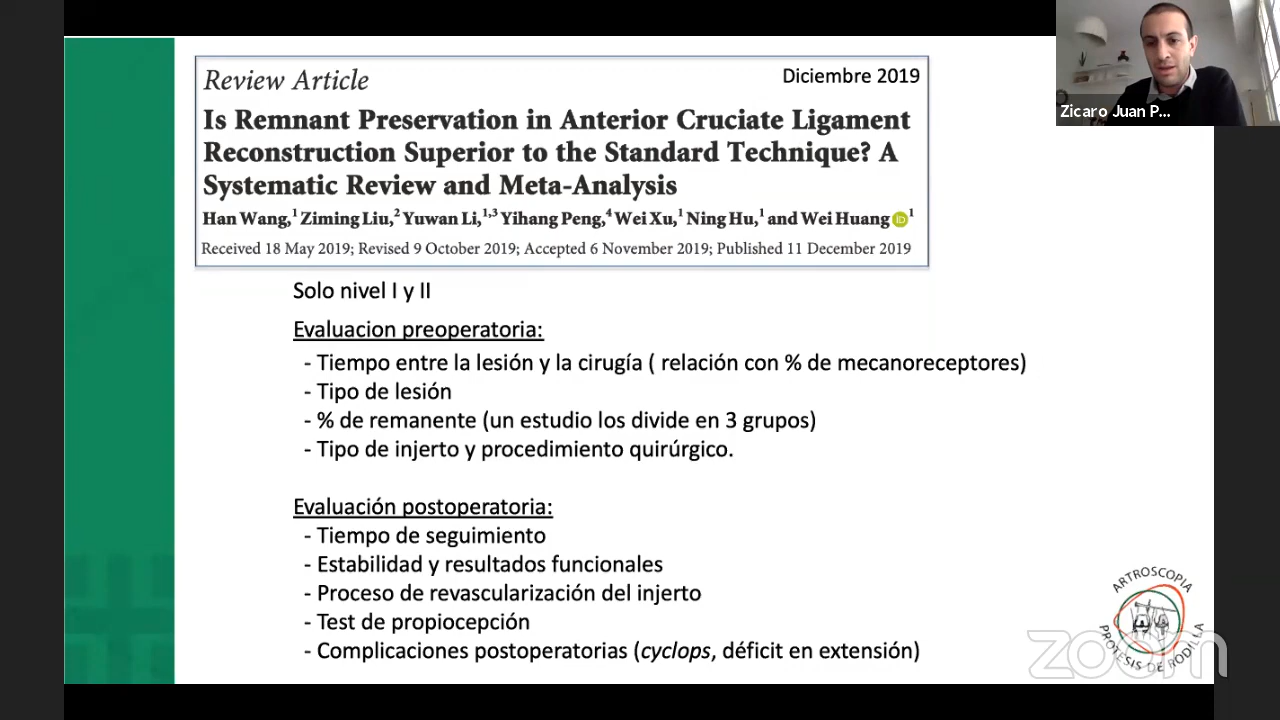 Review Article
Diciembre 2019
Is Remnant Preservation in Anterior Cruciate Ligament
Reconstruction Superior to the Standard Technique? A
Systematic Review and Meta-Analysis
Han Wang,1 Ziming Liu,2 Yuwan Li,1,3 Yihang Peng,4 Wei Xu,1 Ning Hu,1 and Wei Huang iD 1
Received 18 May 2019; Revised 9 October 2019; Accepted 6 November 2019; Published 11 December 2019
Zicaro Juan P...
Solo nivel I y II
Evaluacion preoperatoria:
- Tiempo entre la lesión y la cirugía ( relación con % de mecanoreceptores)
- Tipo de lesión
- % de remanente (un estudio los divide en 3 grupos)
- Tipo de injerto y procedimiento quirúrgico.
Evaluación postoperatoria:
- Tiempo de seguimiento
- Estabilidad y resultados funcionales
- Proceso de revascularización del injerto
- Test de propiocepción
- Complicaciones postoperatorias (cyclops, déficit en extensión)
ARTROSCOPIA
PROTESIS DE RODILLA
zoom